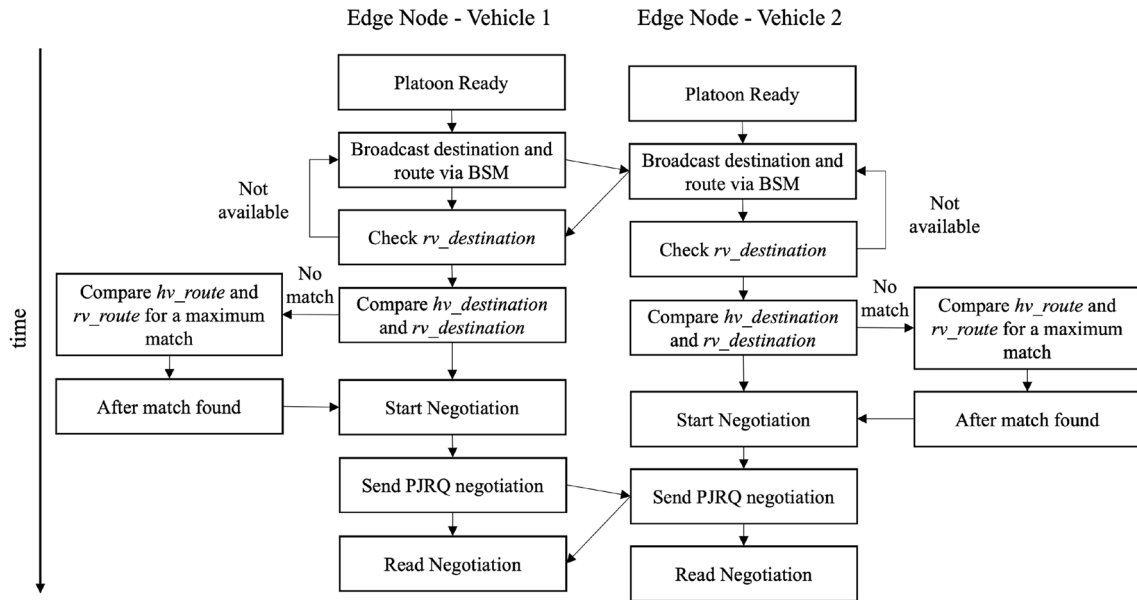 Edge Node - Vehicle 1
Edge Node - Vehicle 2
time
Platoon Ready
Broadcast destination and
route via BSM
Not
available
Check rv_destination
No
match
Compare hv_destination
and rv_destination
Compare hv_route and
rv_route for a maximum
match
After match found
Start Negotiation
Send PJRQ negotiation
Read Negotiation
Platoon Ready
Broadcast destination and
route via BSM
Not
available
Check rv_destination
Compare hv_destination
and rv_destination
No
match
Compare hv_route and
rv_route for a maximum
match
After match found
Start Negotiation
Send PJRQ negotiation
Read Negotiation